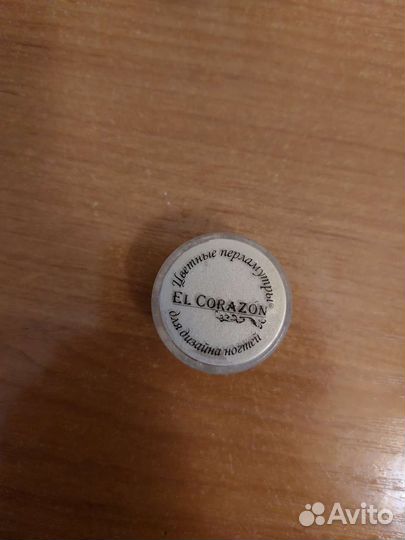 Цветные перламутры
EL CORAZON®
для дизайна ногтей
Avito